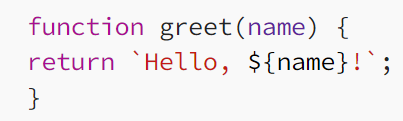 function greet(name) {
return `Hello, ${name}!`;
}